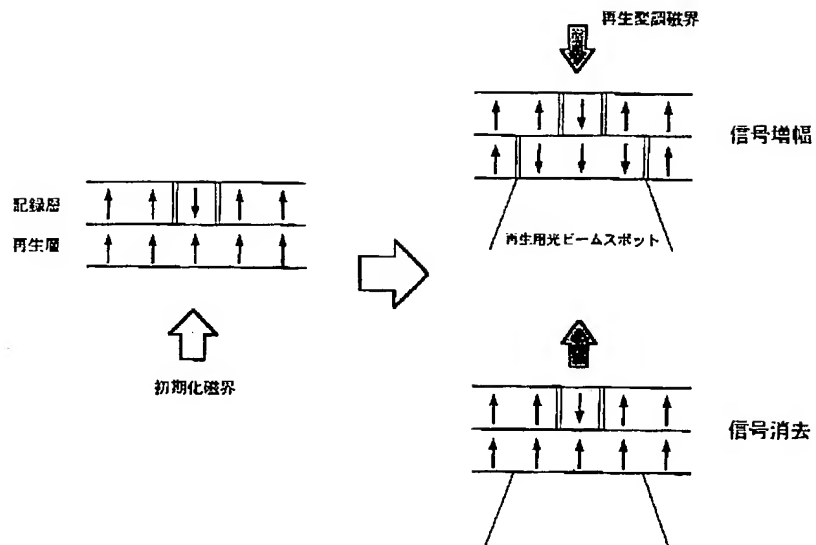 再生変調磁界
信号増幅
記録層
再生層
再生用光ビームスポット
初期化磁界
信号消去